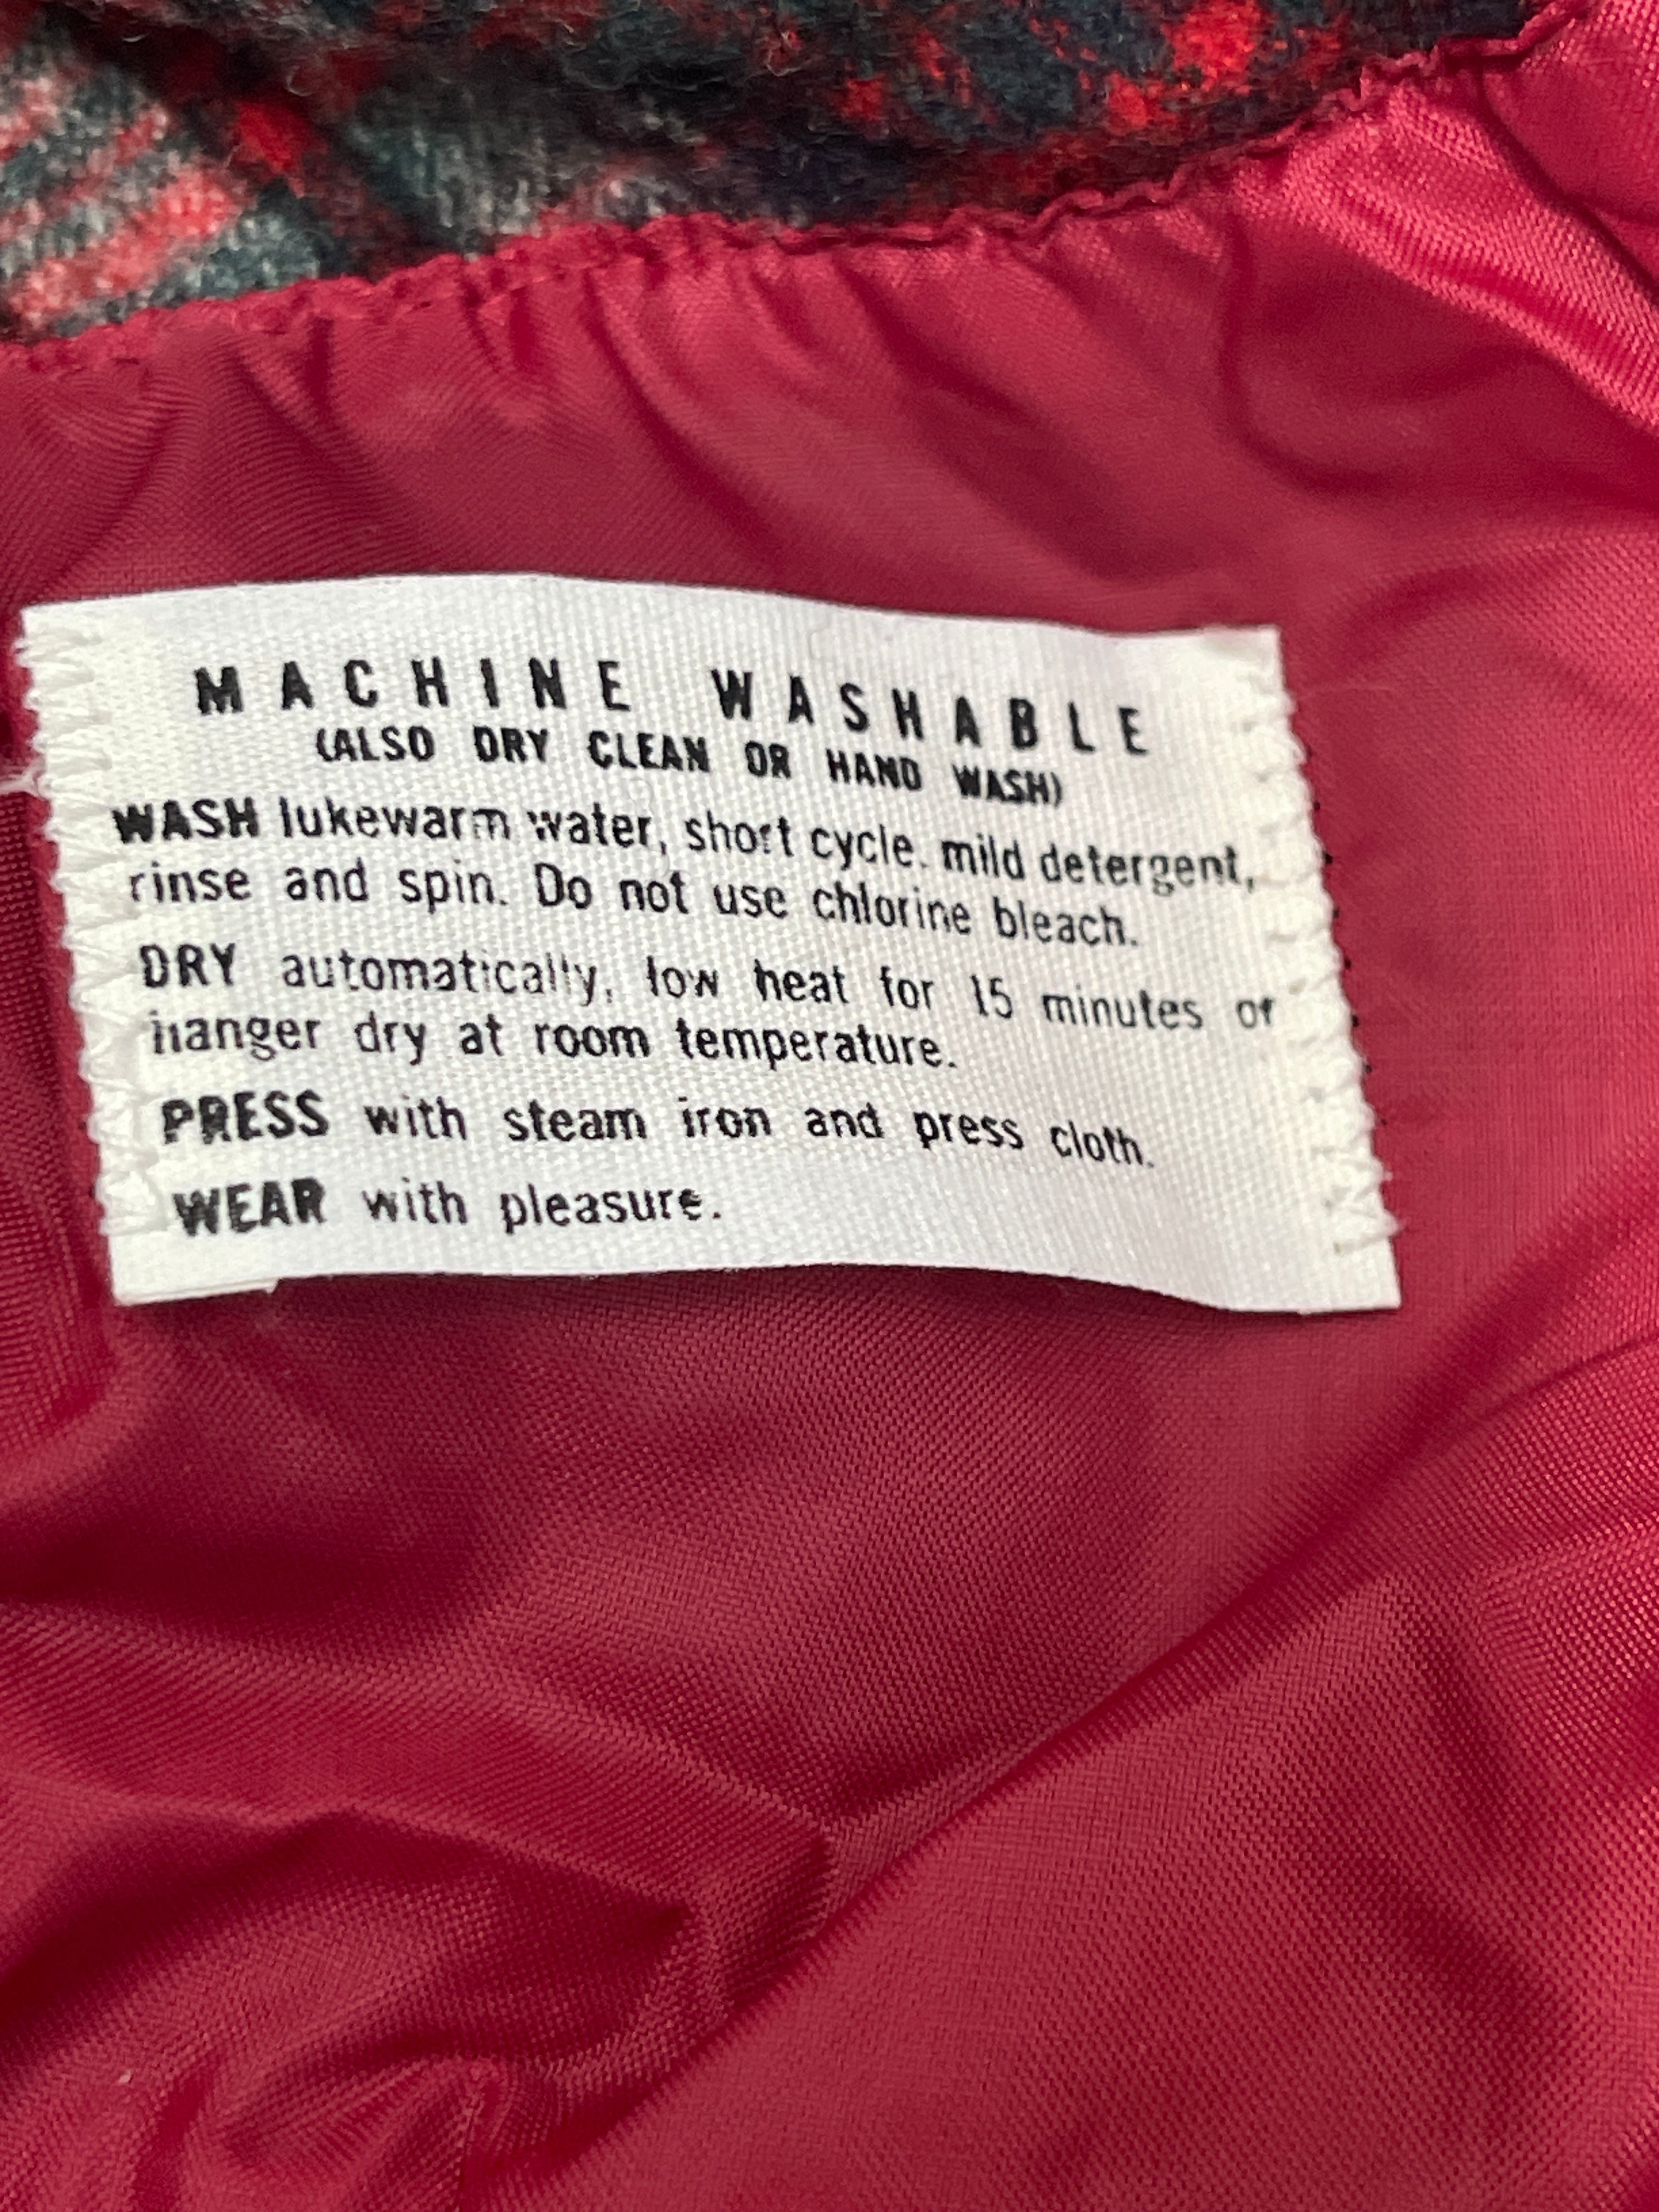 MACHINE WASHABLE
(ALSO DRY CLEAN OR HAND WASH)
WASH lukewarm water, short cycle. mild detergent,
rinse and spin. Do not use chlorine bleach.
DRY automatically, low heat for 15 minutes or
hanger dry at room temperature.
PRESS with steam iron and press cloth.
WEAR with pleasure.